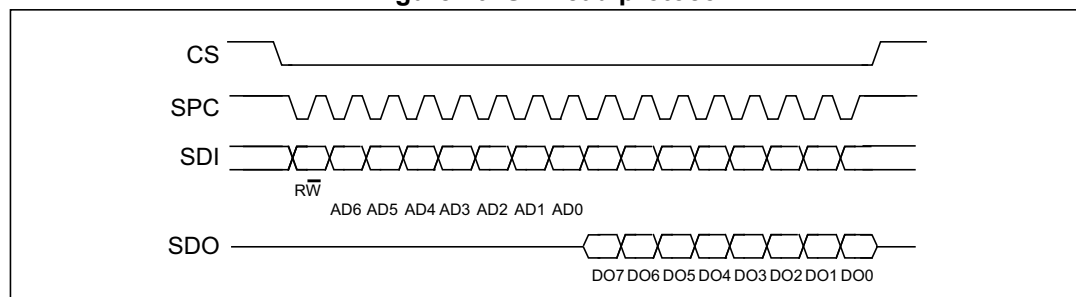 CS
SPC
SDI
RW̅
AD6 AD5 AD4 AD3 AD2 AD1 AD0
SDO
DO7 DO6 DO5 DO4 DO3 DO2 DO1 DO0